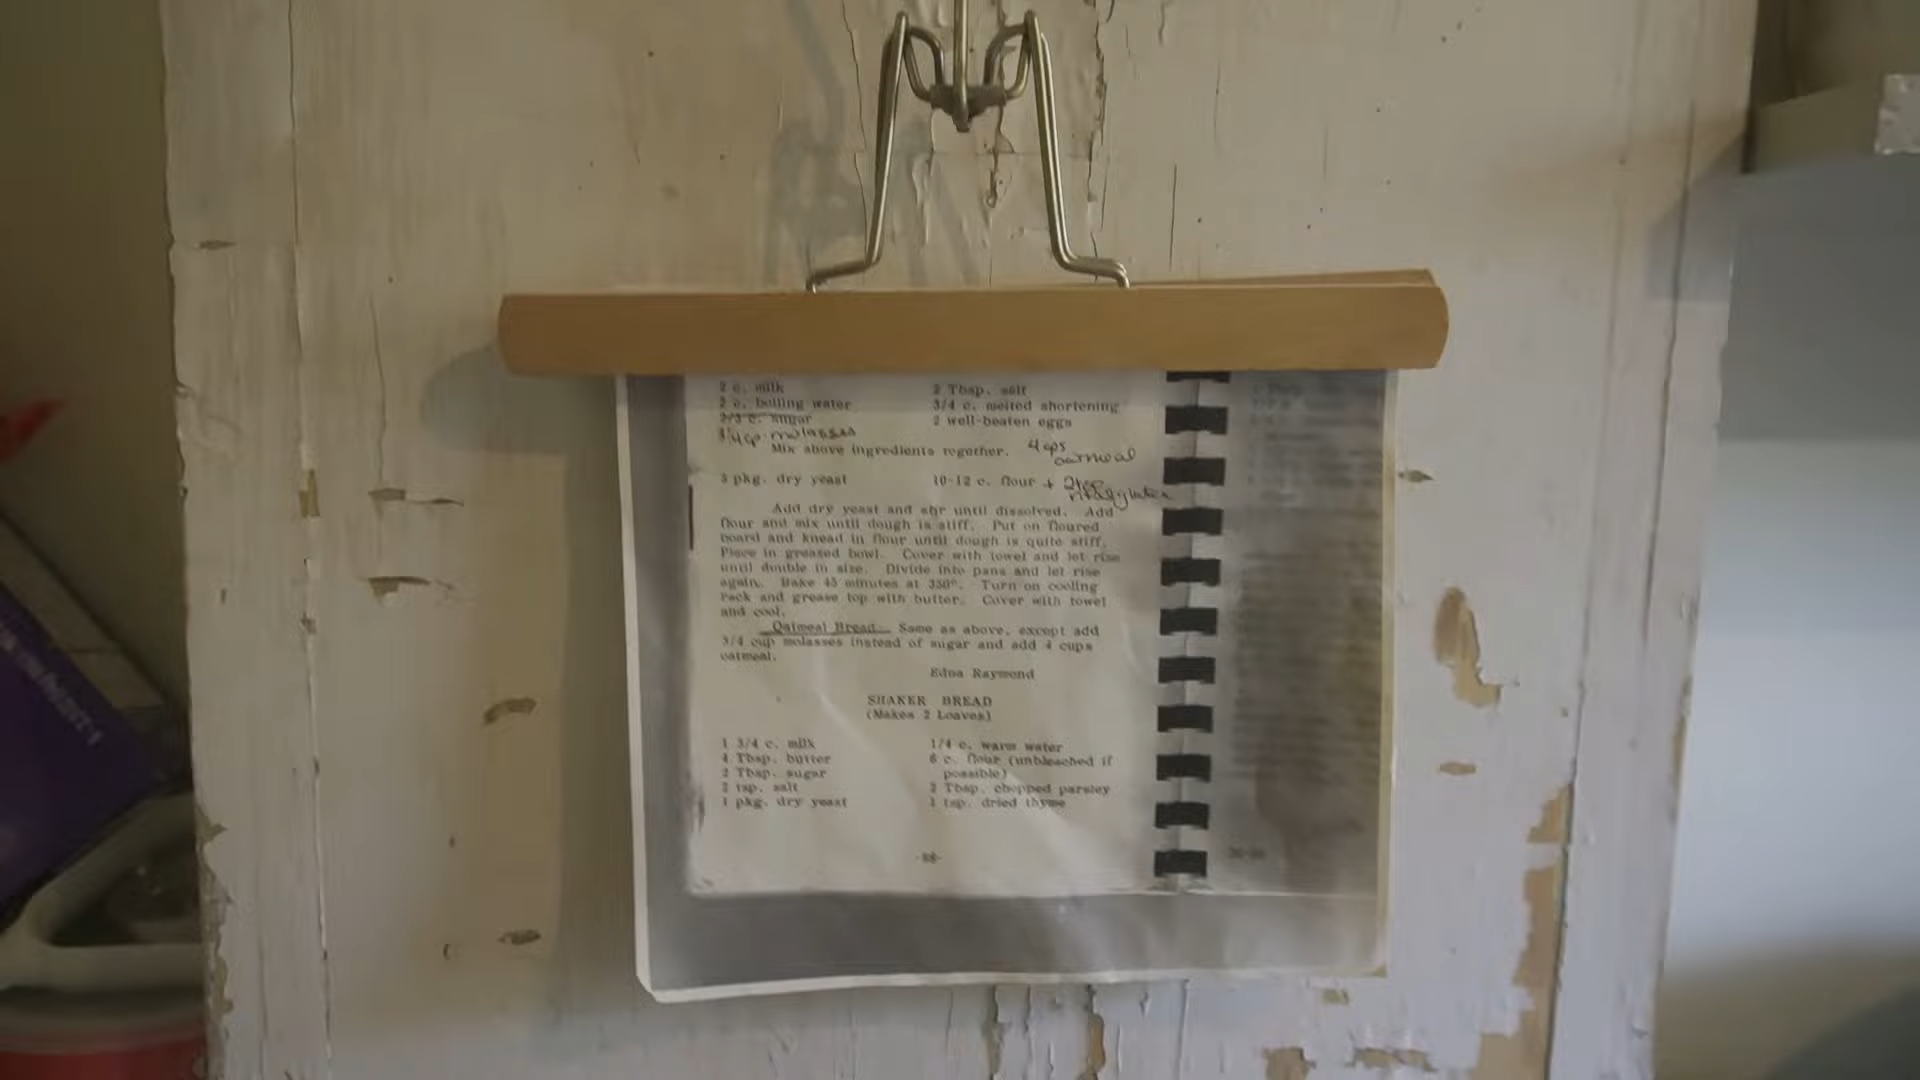 2 c. milk 2 Tbsp. salt
2 c. boiling water 3/4 c. melted shortening
2/3 c. sugar 2 well-beaten eggs
3/4 cp molasses
Mix above ingredients together. 4 cps
oatmeal
3 pkg. dry yeast 10-12 c. flour +
Add dry yeast and stir until dissolved. Add
flour and mix until dough is stiff. Put on floured
board and knead in flour until dough is quite stiff.
Place in greased bowl. Cover with towel and let rise
until double in size. Divide into pans and let rise
again. Bake 45 minutes at 350°. Turn on cooling
rack and grease top with butter. Cover with towel
and cool.
Oatmeal Bread. Same as above, except add
3/4 cup molasses instead of sugar and add 4 cups
oatmeal.
Edna Raymond
SHAKER BREAD
(Makes 2 Loaves)
1 3/4 c. milk 1/4 c. warm water
4 Tbsp. butter 6 c. flour (unbleached if
2 Tbsp. sugar possible)
2 tsp. salt 2 Tbsp. chopped parsley
1 pkg. dry yeast 1 tsp. dried thyme
-88-